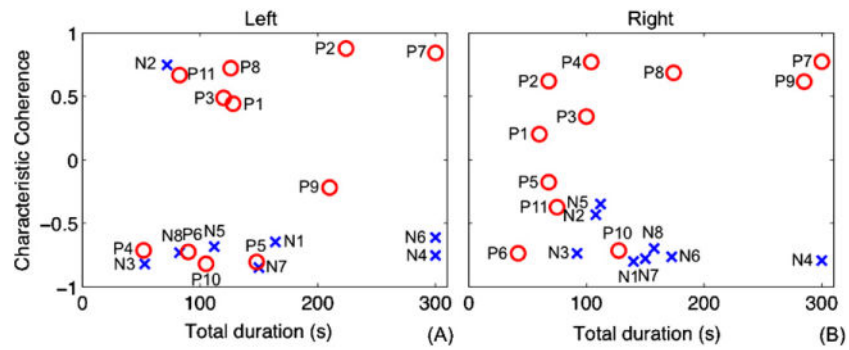 Left
Right
Characteristic Coherence
1
0.5
0
−0.5
−1
N2
P11
P8
P2
P7
P3
P1
P9
P4
N3
N8
P6
N5
P10
N1
P5
N7
N6
N4
0
100
200
300
Total duration (s)
(A)
P4
P2
P8
P7
P9
P3
P1
P5
P11
N5
N2
P6
N3
P10
N8
N1
N7
N6
N4
0
100
200
300
Total duration (s)
(B)